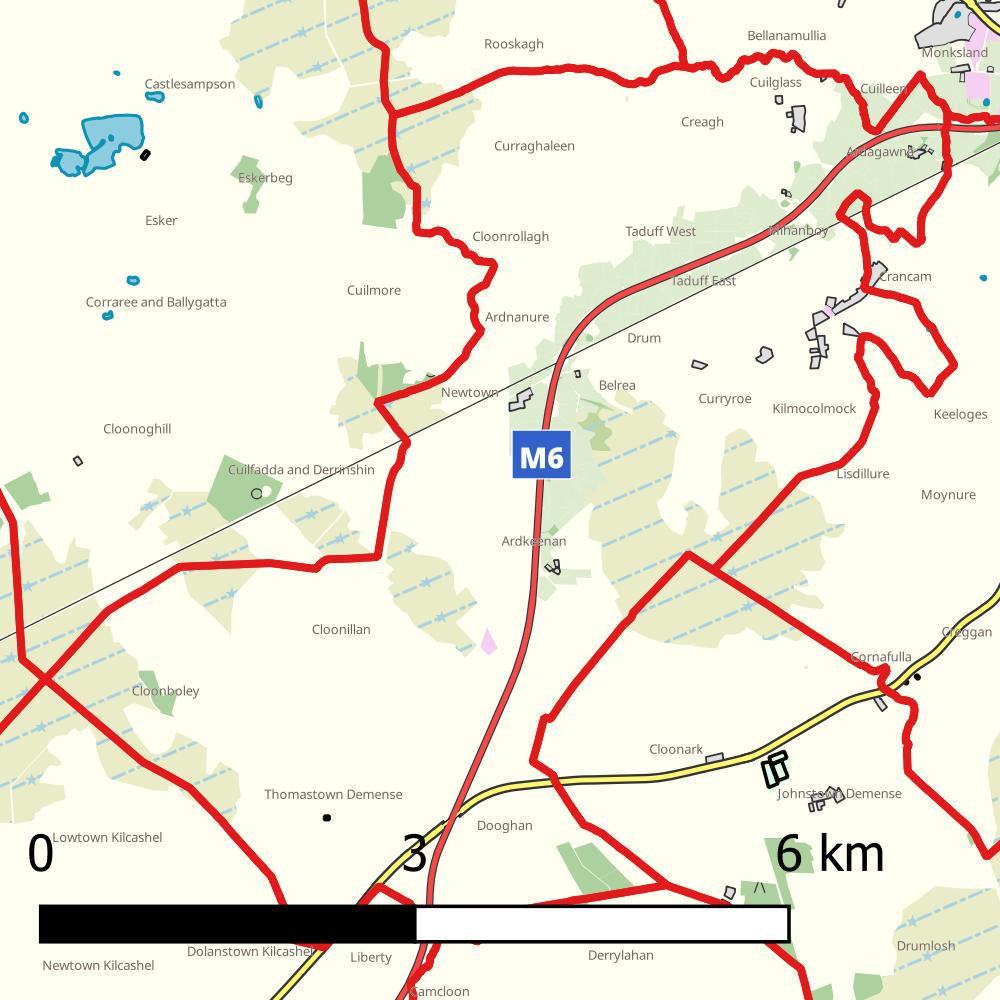 Bellanamullia
Rooskagh
Monksland
Castlesampson
Cuilglass
Cuilleen
Creagh
Curraghaleen
Ardagawna
Eskerbeg
Esker
Taduff West
Mihanboy
Cloonrollagh
Crancam
Taduff East
Cuilmore
Corraree and Ballygatta
Ardnanure
Drum
Belrea
Newtown
Curryroe
Kilmocolmock
Keeloges
Cloonoghill
M6
Cuilfadda and Derrinshin
Lisdillure
Moynure
Ardkeenan
Cloonillan
Creggan
Cornafulla
Cloonboley
Cloonark
Thomastown Demense
Johnstown Demense
Dooghan
Lowtown Kilcashel
0 3 6 km
Drumlosh
Dolanstown Kilcashel
Liberty
Derrylahan
Newtown Kilcashel
Camcloon